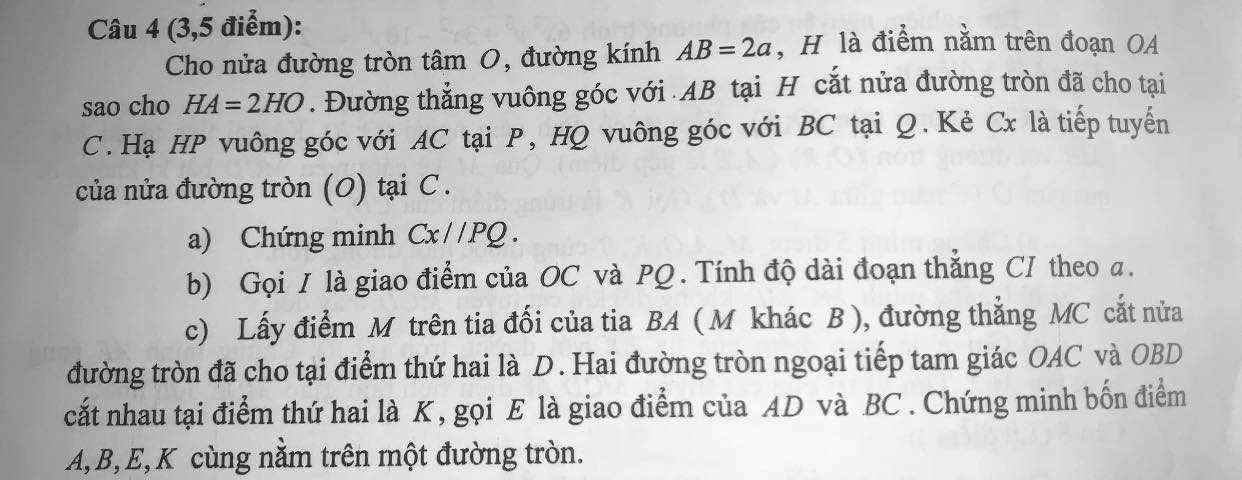 Câu 4 (3,5 điểm):
Cho nửa đường tròn tâm O, đường kính AB = 2a, H là điểm nằm trên đoạn OA
sao cho HA = 2HO. Đường thẳng vuông góc với AB tại H cắt nửa đường tròn đã cho tại
C. Hạ HP vuông góc với AC tại P, HQ vuông góc với BC tại Q. Kẻ Cx là tiếp tuyến
của nửa đường tròn (O) tại C.
a) Chứng minh Cx//PQ.
b) Gọi I là giao điểm của OC và PQ. Tính độ dài đoạn thẳng CI theo a.
c) Lấy điểm M trên tia đối của tia BA (M khác B), đường thẳng MC cắt nửa
đường tròn đã cho tại điểm thứ hai là D. Hai đường tròn ngoại tiếp tam giác OAC và OBD
cắt nhau tại điểm thứ hai là K, gọi E là giao điểm của AD và BC. Chứng minh bốn điểm
A, B, E, K cùng nằm trên một đường tròn.